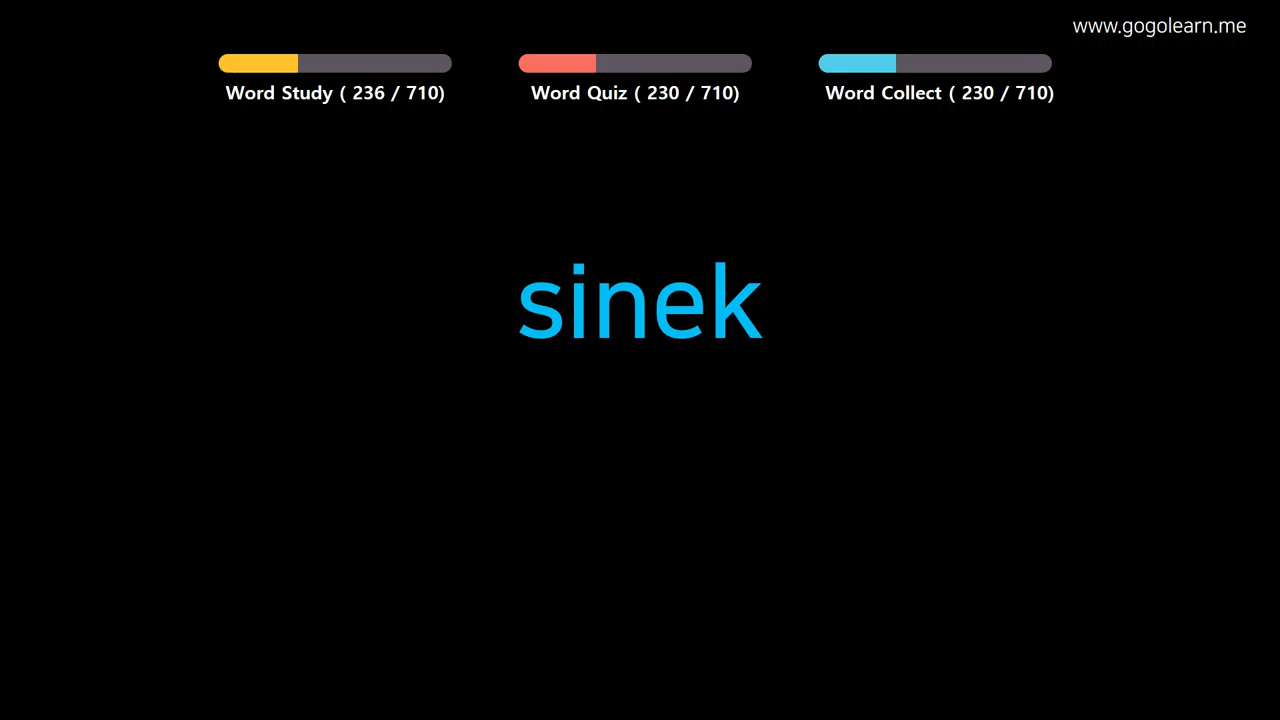 www.gogolearn.me
Word Study ( 236 / 710)
Word Quiz ( 230 / 710)
Word Collect ( 230 / 710)
sinek